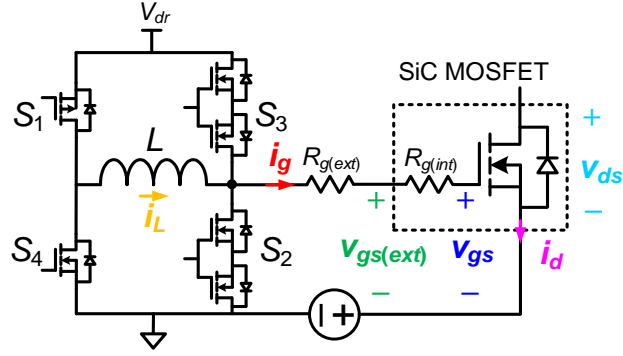 V_dr
SiC MOSFET
S_1
S_3
L
i_g
R_g(ext)
R_g(int)
+
v_ds
−
i_L
+
+
S_4
S_2
v_gs(ext)
v_gs
i_d
−
−
+